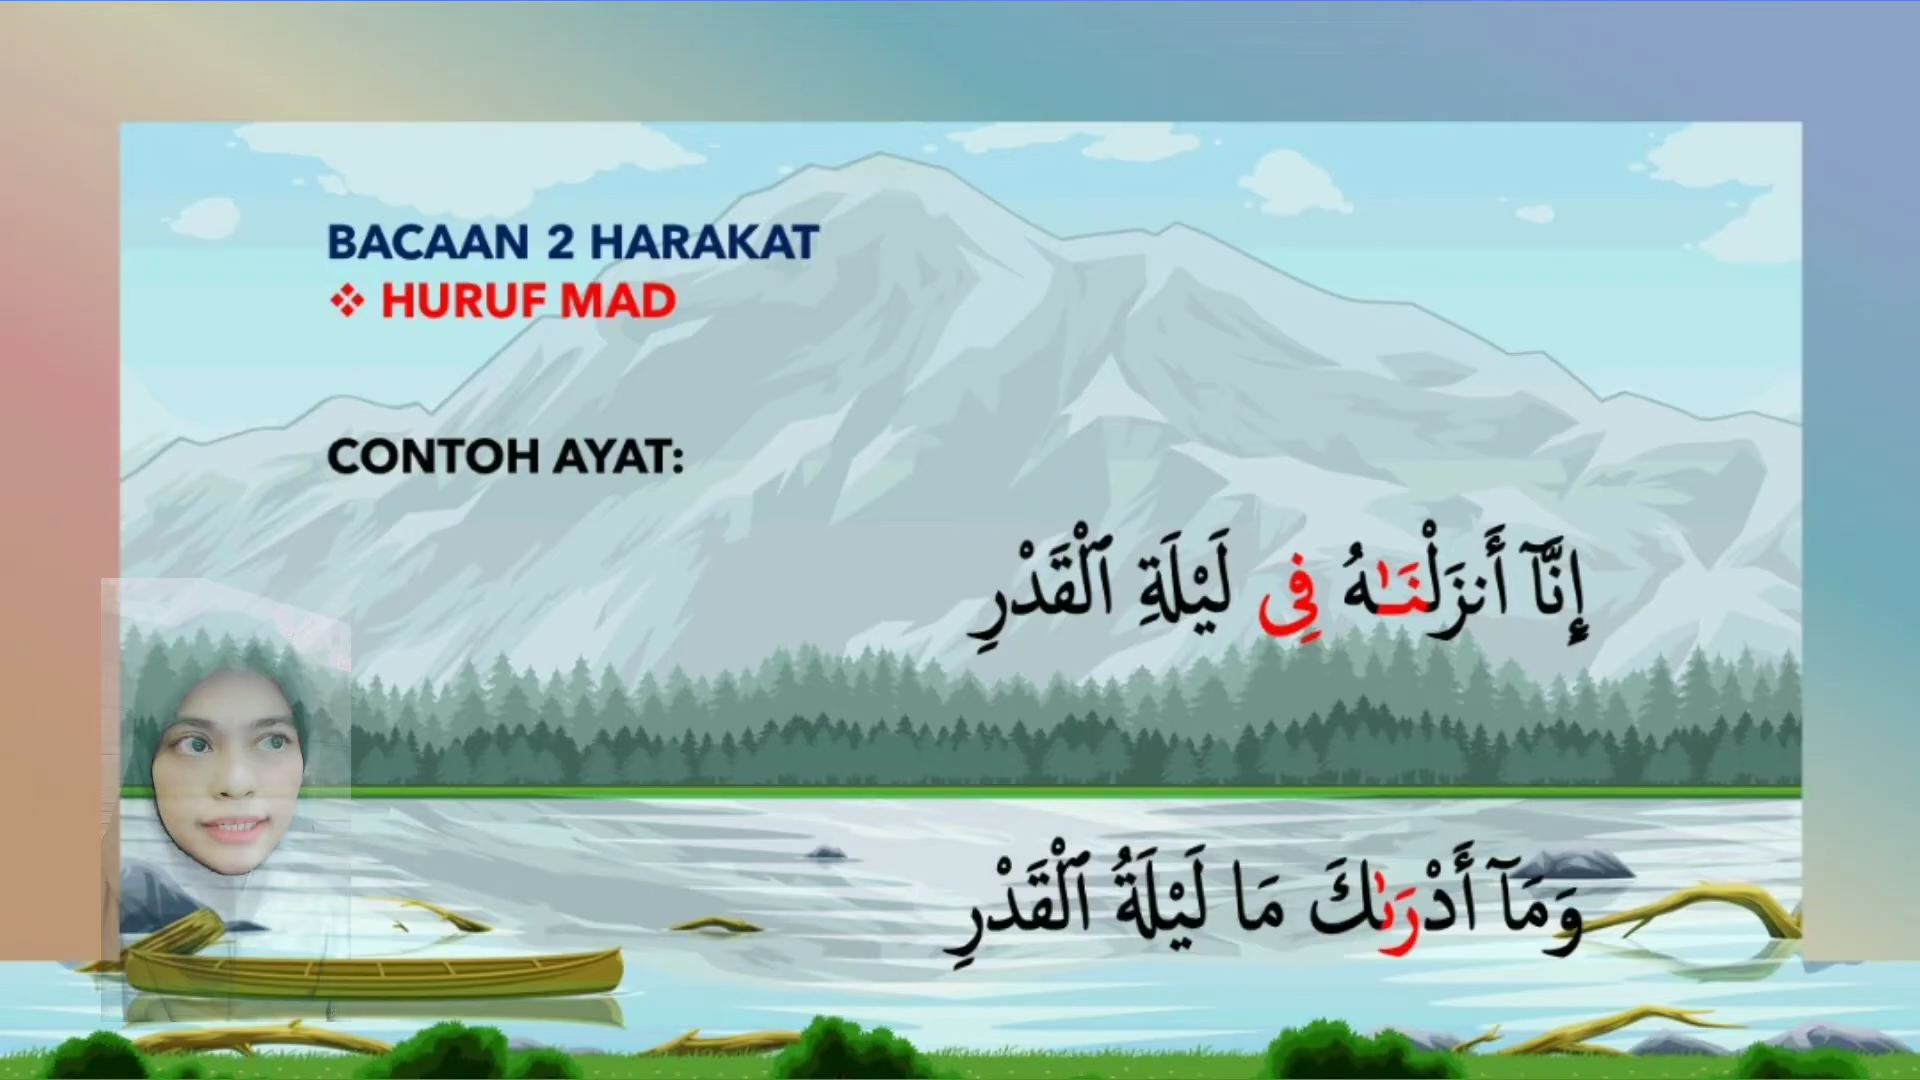 BACAAN 2 HARAKAT
❖ HURUF MAD
CONTOH AYAT:
إِنَّآ أَنزَلْنَـٰهُ فِى لَيْلَةِ ٱلْقَدْرِ
وَمَآ أَدْرَىٰكَ مَا لَيْلَةُ ٱلْقَدْرِ